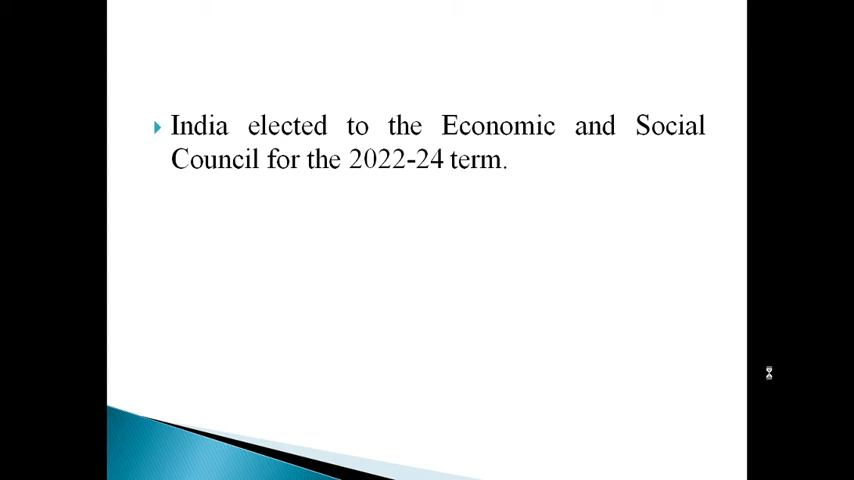 India elected to the Economic and Social
Council for the 2022-24 term.